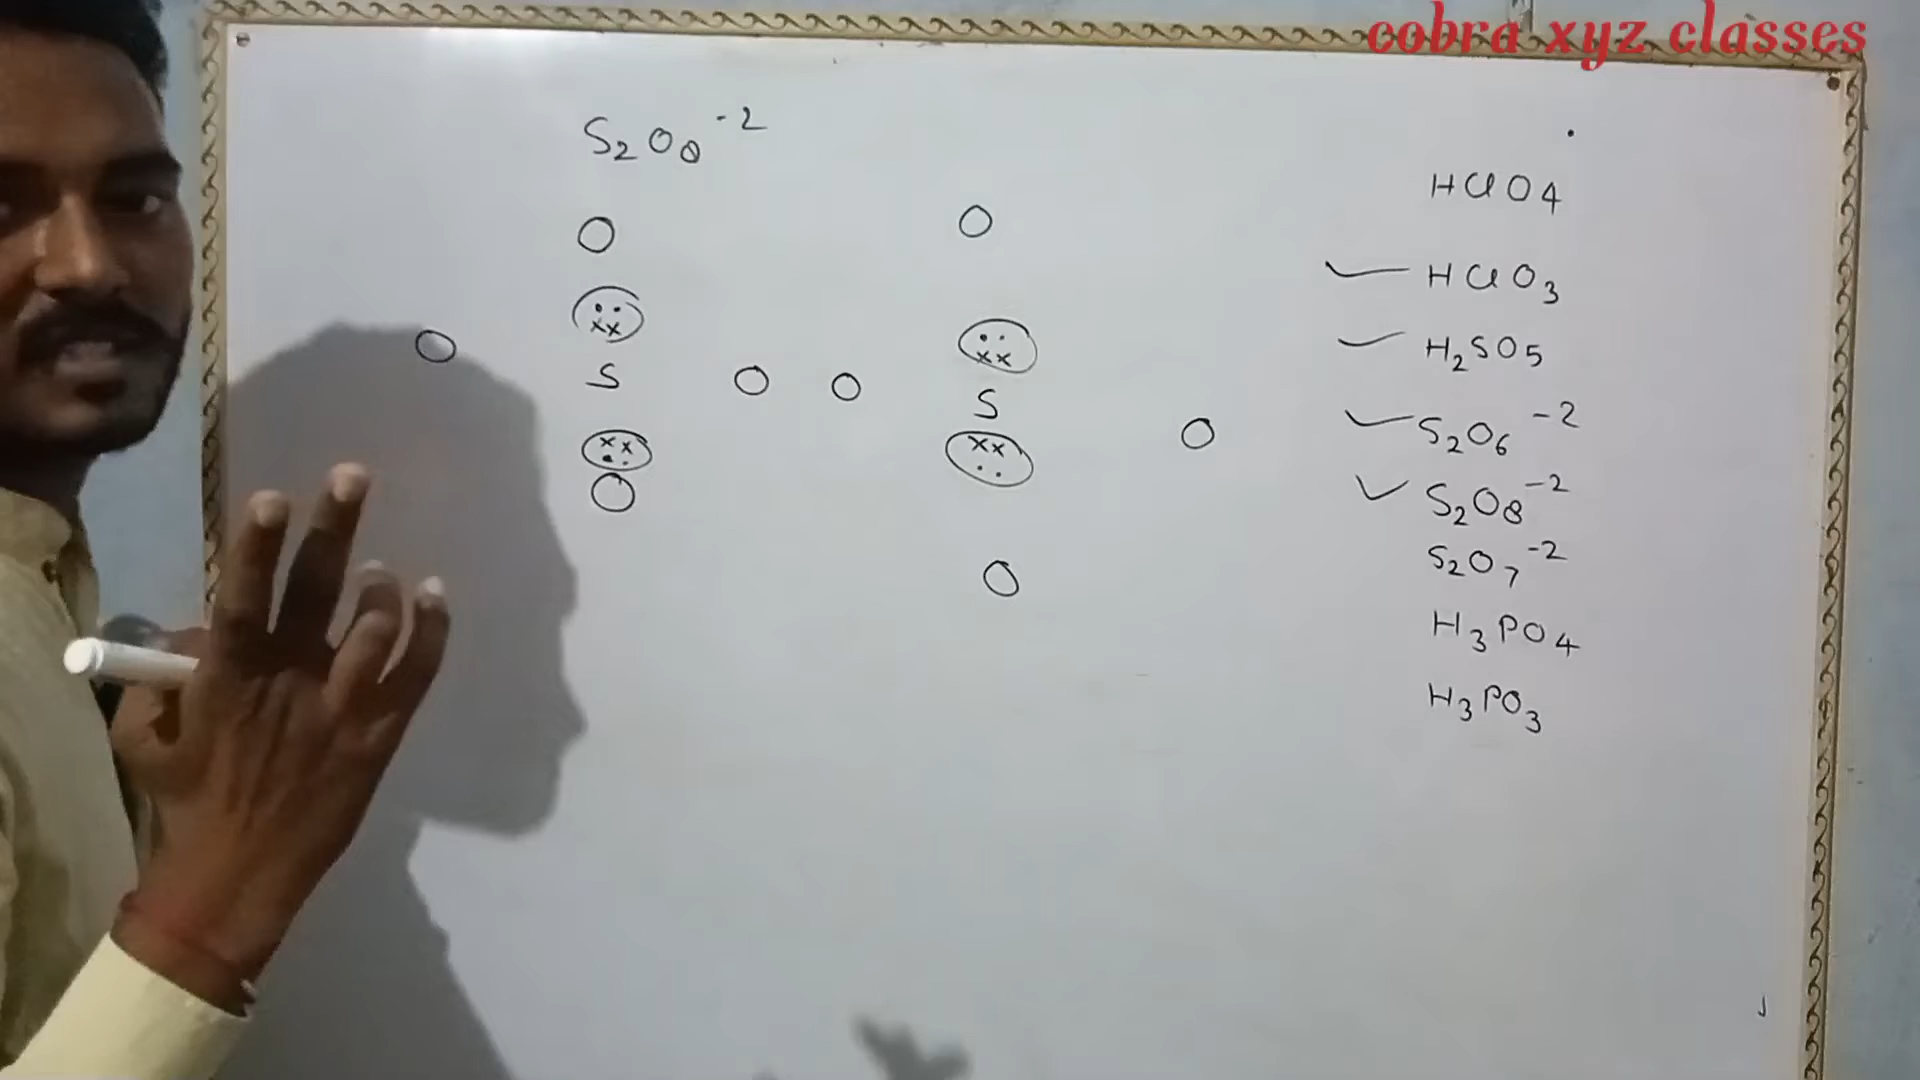 cobra xyz classes
S₂O₈⁻²
O O
S O O S O
O
O
O
HClO4
HClO₃
H₂SO₅
S₂O₆⁻²
S₂O₈⁻²
S₂O₇⁻²
H₃PO₄
H₃PO₃